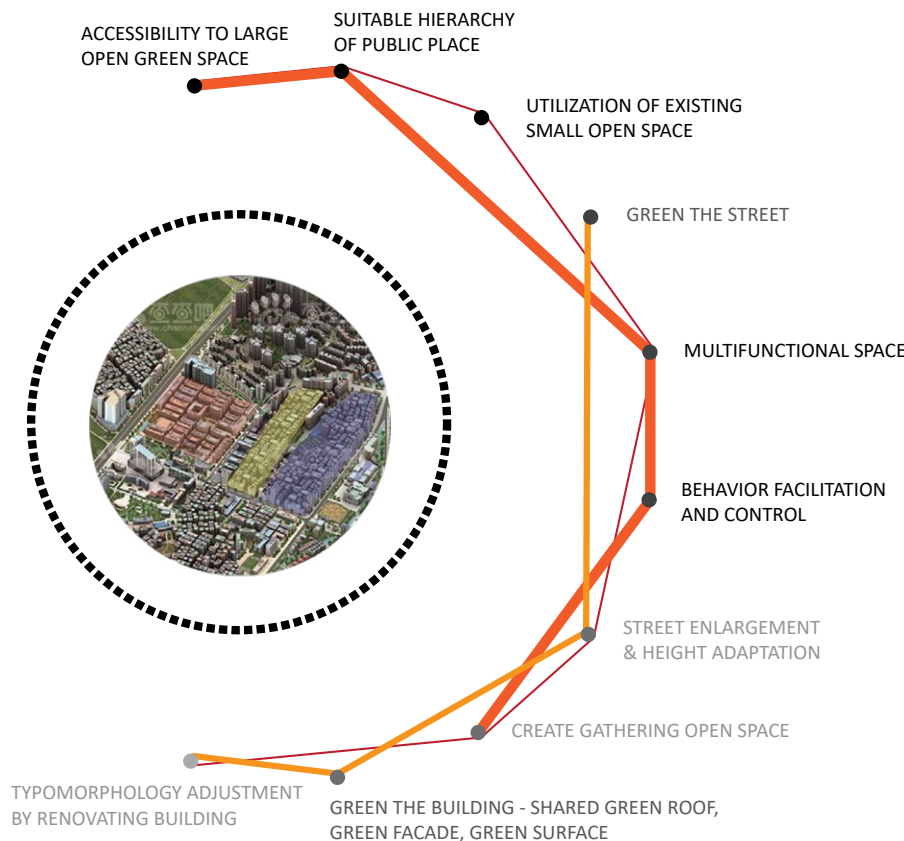 ACCESSIBILITY TO LARGE
OPEN GREEN SPACE
SUITABLE HIERARCHY
OF PUBLIC PLACE
UTILIZATION OF EXISTING
SMALL OPEN SPACE
GREEN THE STREET
MULTIFUNCTIONAL SPACE
BEHAVIOR FACILITATION
AND CONTROL
STREET ENLARGEMENT
& HEIGHT ADAPTATION
CREATE GATHERING OPEN SPACE
TYPOMORPHOLOGY ADJUSTMENT
BY RENOVATING BUILDING
GREEN THE BUILDING - SHARED GREEN ROOF,
GREEN FACADE, GREEN SURFACE